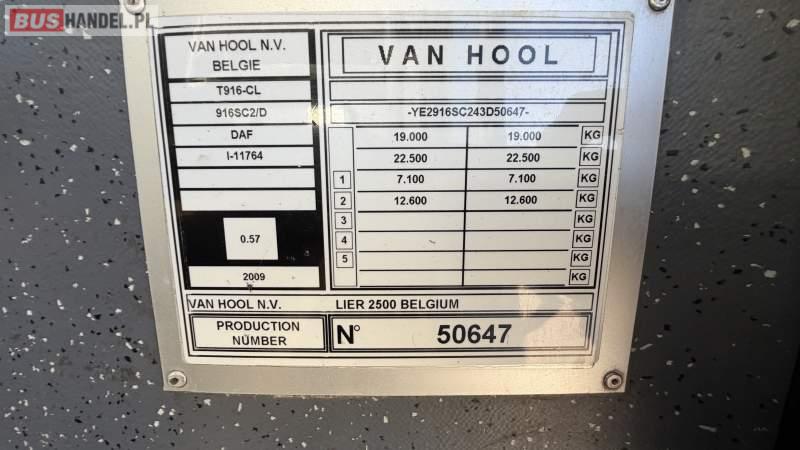 BUSHANDEL.PL
VAN HOOL N.V.
BELGIE
T916-CL
916SC2/D
DAF
I-11764
0.57
2009
VAN HOOL
-YE2916SC243D50647-
19.000 19.000 KG
22.500 22.500 KG
1 7.100 7.100 KG
2 12.600 12.600 KG
3 KG
4 KG
5 KG
KG
VAN HOOL N.V. LIER 2500 BELGIUM
PRODUCTION
NÜMBER
N° 50647